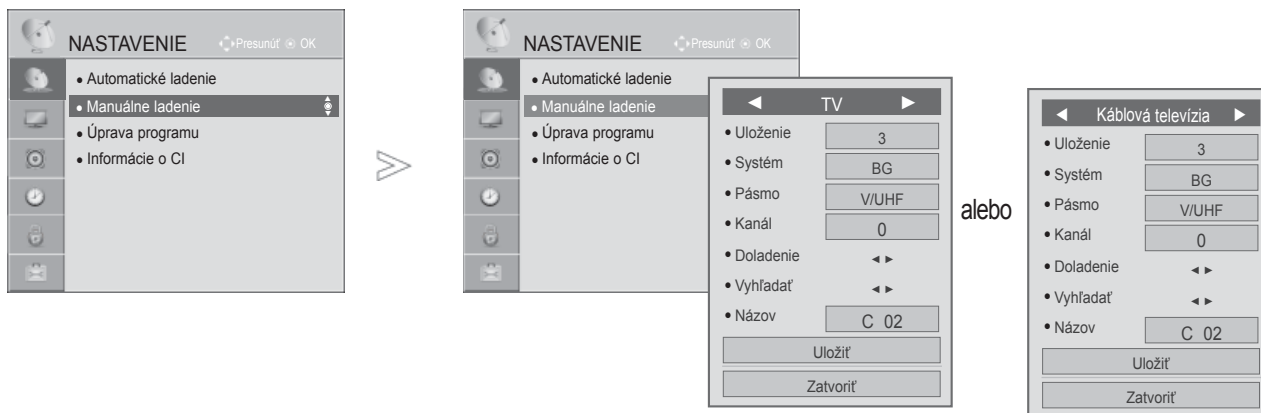 NASTAVENIE Presunúť OK
• Automatické ladenie
• Manuálne ladenie
• Úprava programu
• Informácie o CI
NASTAVENIE Presunúť OK
• Automatické ladenie
• Manuálne ladenie
• Úprava programu
• Informácie o CI
◄ TV ►
• Uloženie 3
• Systém BG
• Pásmo V/UHF
• Kanál 0
• Doladenie ◄ ►
• Vyhľadať ◄ ►
• Názov C 02
Uložiť
Zatvoriť
alebo
◄ Káblová televízia ►
• Uloženie 3
• Systém BG
• Pásmo V/UHF
• Kanál 0
• Doladenie ◄ ►
• Vyhľadať ◄ ►
• Názov C 02
Uložiť
Zatvoriť